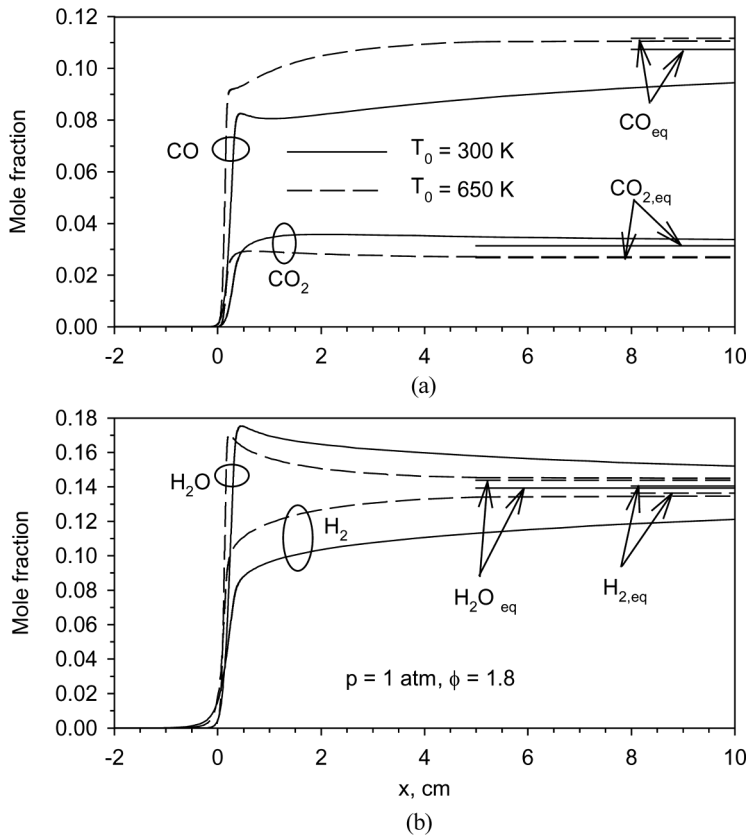 0.12
0.10
0.08
0.06
0.04
0.02
0.00
Mole fraction
CO
T0 = 300 K
T0 = 650 K
COeq
CO2,eq
CO2
-2 0 2 4 6 8 10
(a)
0.18
0.16
0.14
0.12
0.10
0.08
0.06
0.04
0.02
0.00
Mole fraction
H2O
H2
H2O eq
H2,eq
p = 1 atm, ϕ = 1.8
-2 0 2 4 6 8 10
x, cm
(b)